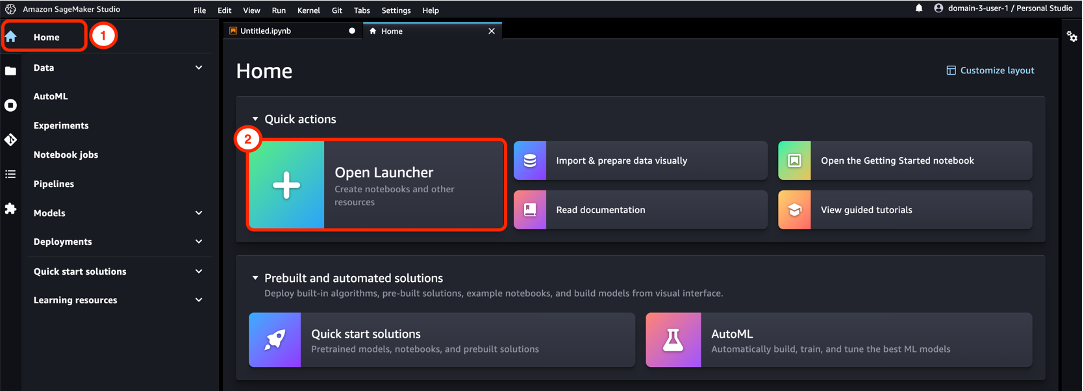 Amazon SageMaker Studio File Edit View Run Kernel Git Tabs Settings Help domain-3-user-1 / Personal Studio
Home 1
Data
AutoML
Experiments
Notebook jobs
Pipelines
Models
Deployments
Quick start solutions
Learning resources
Untitled.ipynb Home
Home
Customize layout
Quick actions
2
Open Launcher
Create notebooks and other
resources
Import & prepare data visually
Open the Getting Started notebook
Read documentation
View guided tutorials
Prebuilt and automated solutions
Deploy built-in algorithms, pre-built solutions, example notebooks, and build models from visual interface.
Quick start solutions
Pretrained models, notebooks, and prebuilt solutions
AutoML
Automatically build, train, and tune the best ML models